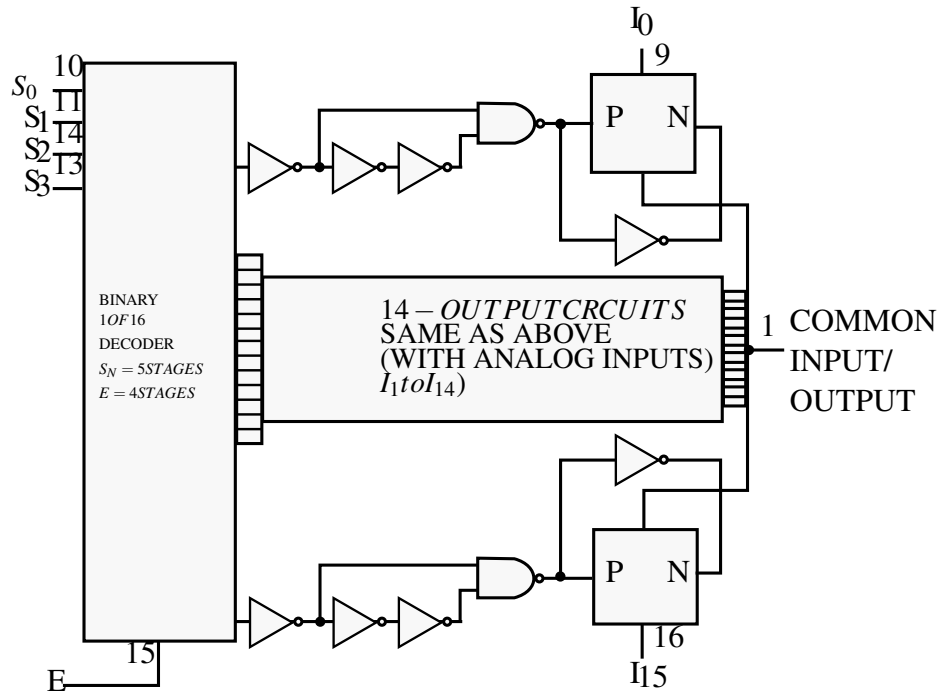 I0
9
P N
10
S0
11
S1
14
S2
13
S3
BINARY
1OF16
DECODER
SN = 5STAGES
E = 4STAGES
14 − OUTPUTCRCUITS
SAME AS ABOVE
(WITH ANALOG INPUTS)
I1toI14)
1
COMMON
INPUT/
OUTPUT
P N
16
I15
15
E